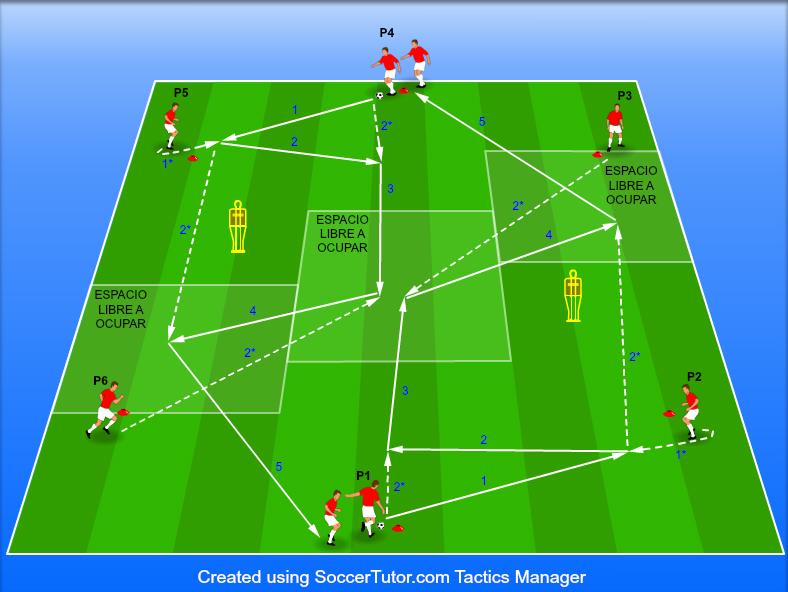 P4
P5
P3
1
2*
5
2
1*
3
ESPACIO
LIBRE A
OCUPAR
2*
2*
ESPACIO
LIBRE A
OCUPAR
4
ESPACIO
LIBRE A
OCUPAR
4
2*
2*
P6
P2
3
2
1*
5
P1
2*
1
Created using SoccerTutor.com Tactics Manager